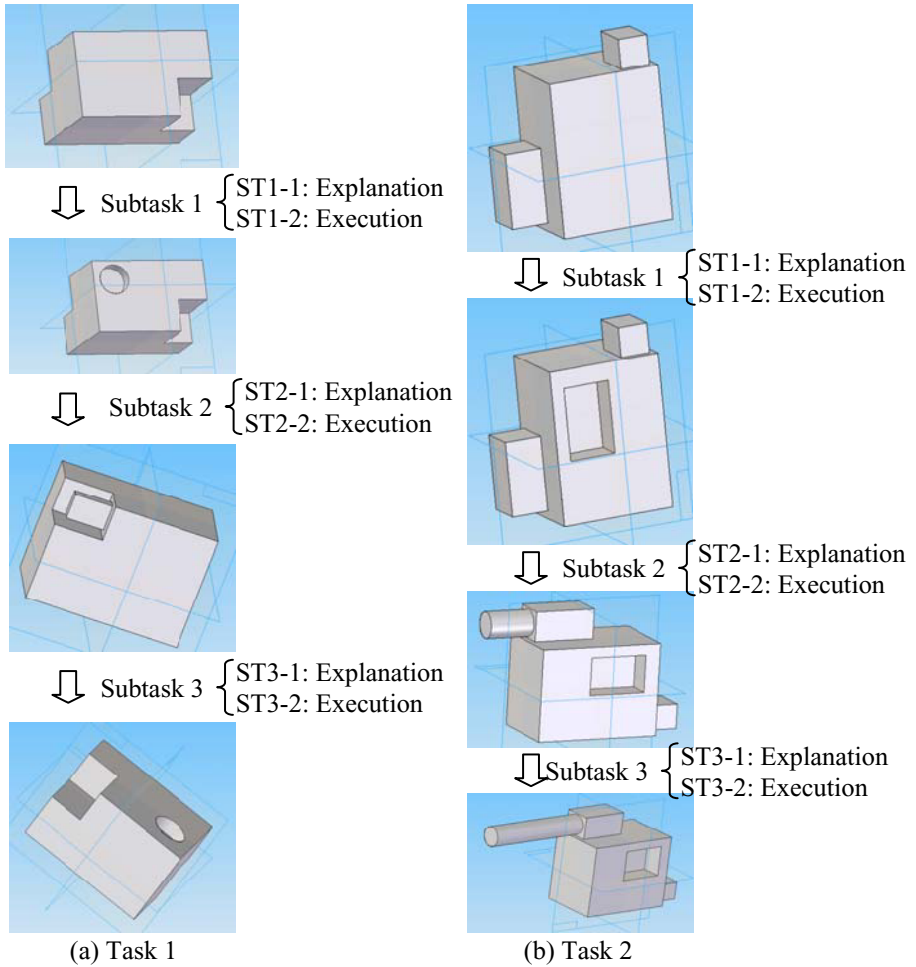 Subtask 1
ST1-1: Explanation
ST1-2: Execution
Subtask 2
ST2-1: Explanation
ST2-2: Execution
Subtask 3
ST3-1: Explanation
ST3-2: Execution
(a) Task 1
Subtask 1
ST1-1: Explanation
ST1-2: Execution
Subtask 2
ST2-1: Explanation
ST2-2: Execution
Subtask 3
ST3-1: Explanation
ST3-2: Execution
(b) Task 2